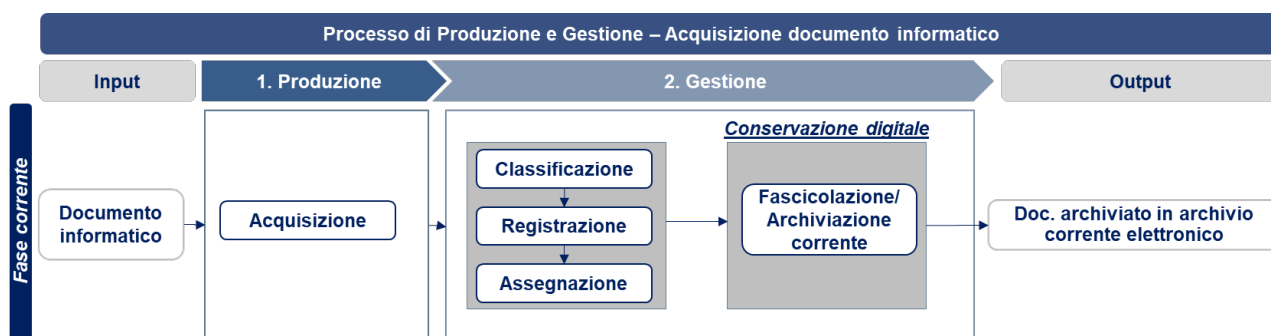 Processo di Produzione e Gestione – Acquisizione documento informatico
Input
1. Produzione
2. Gestione
Output
Fase corrente
Documento
informatico
Acquisizione
Classificazione
Registrazione
Assegnazione
Conservazione digitale
Fascicolazione/
Archiviazione
corrente
Doc. archiviato in archivio
corrente elettronico